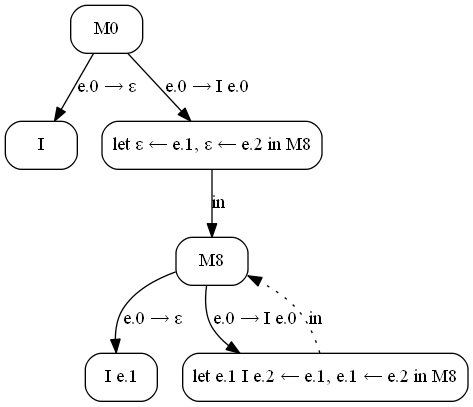 M0
e.0 → ε
e.0 → I e.0
I
let ε ← e.1, ε ← e.2 in M8
in
M8
e.0 → ε
e.0 → I e.0
in
I e.1
let e.1 I e.2 ← e.1, e.1 ← e.2 in M8